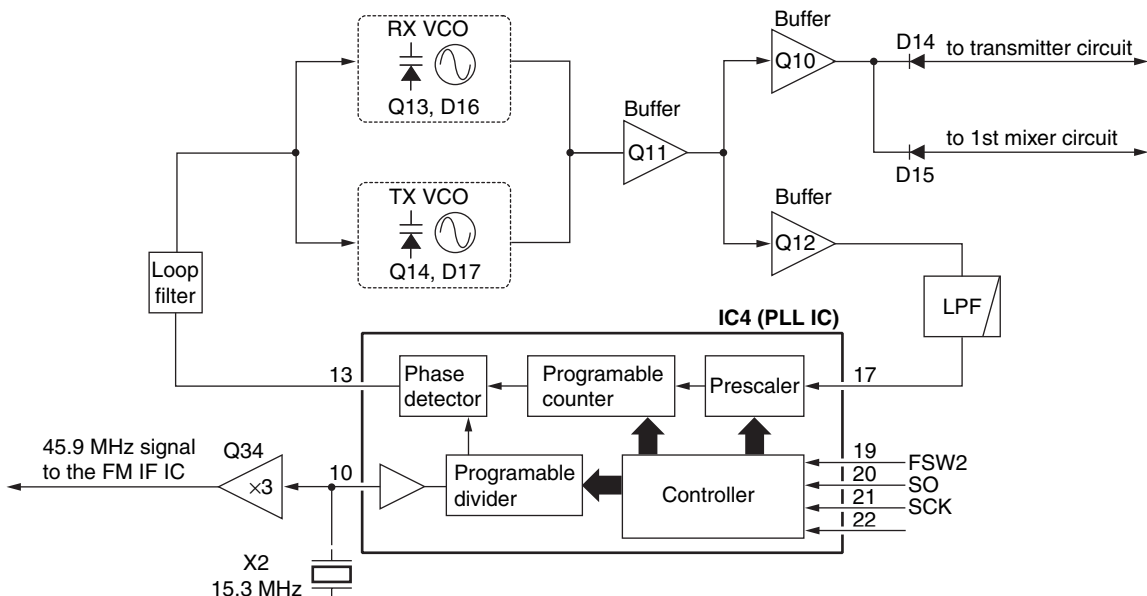 Buffer
RX VCO
Q13, D16
Q10
D14
to transmitter circuit
Buffer
Q11
to 1st mixer circuit
D15
TX VCO
Q14, D17
Buffer
Q12
Loop
filter
LPF
IC4 (PLL IC)
13
Phase
detector
Programable
counter
Prescaler
17
45.9 MHz signal
to the FM IF IC
Q34
×3
10
Programable
divider
Controller
19
FSW2
20
SO
21
SCK
22
X2
15.3 MHz